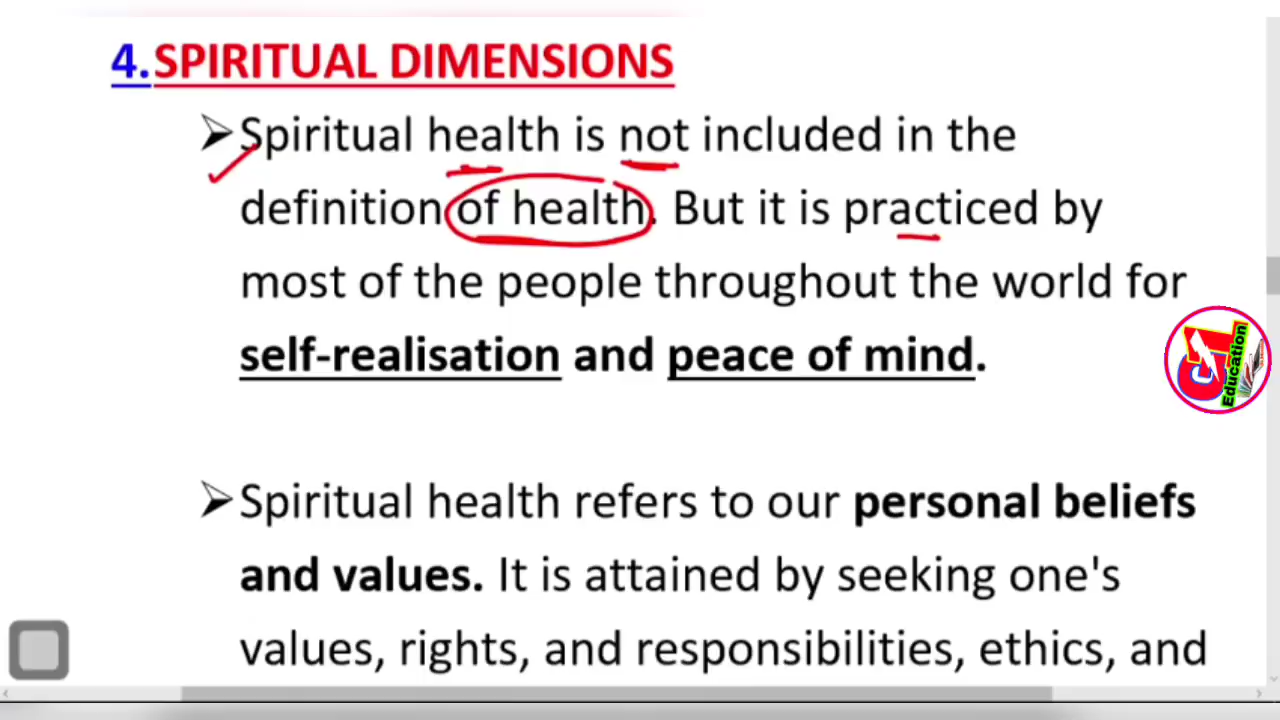 4. SPIRITUAL DIMENSIONS
Spiritual health is not included in the
definition of health. But it is practiced by
most of the people throughout the world for
self-realisation and peace of mind.
Education
Spiritual health refers to our personal beliefs
and values. It is attained by seeking one's
values, rights, and responsibilities, ethics, and